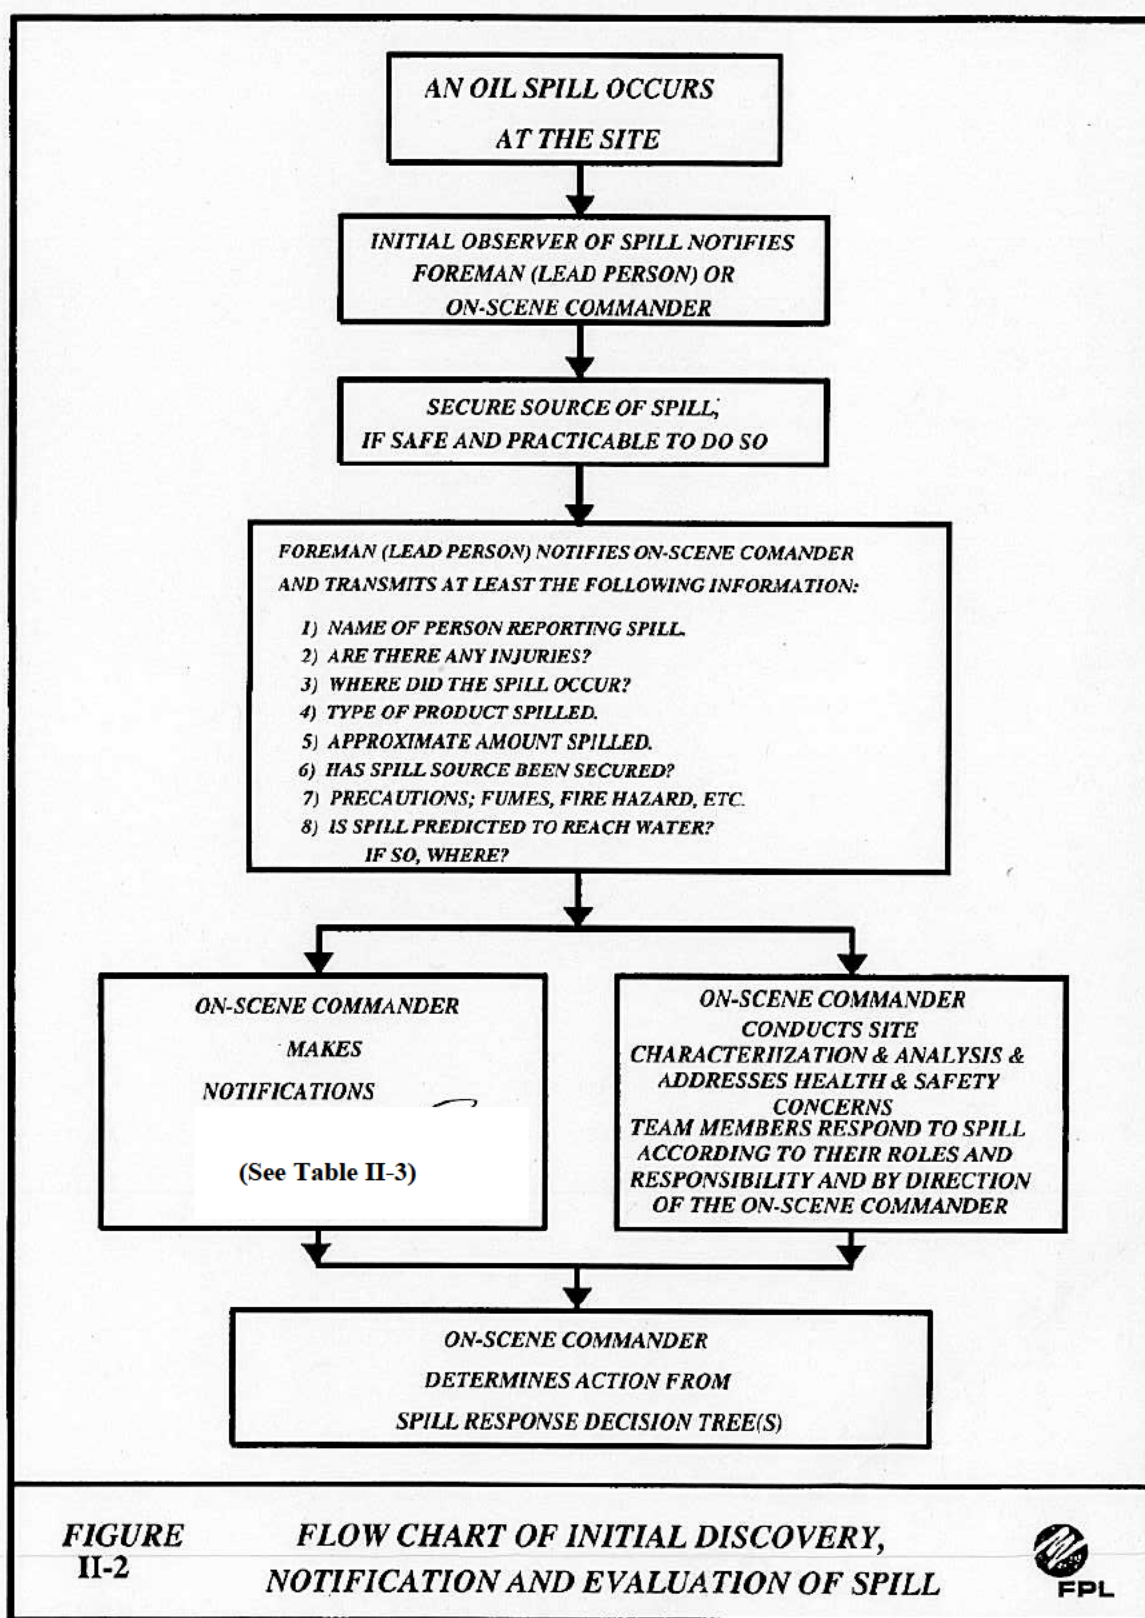 AN OIL SPILL OCCURS
AT THE SITE
INITIAL OBSERVER OF SPILL NOTIFIES
FOREMAN (LEAD PERSON) OR
ON-SCENE COMMANDER
SECURE SOURCE OF SPILL,
IF SAFE AND PRACTICABLE TO DO SO
FOREMAN (LEAD PERSON) NOTIFIES ON-SCENE COMANDER
AND TRANSMITS AT LEAST THE FOLLOWING INFORMATION:
1) NAME OF PERSON REPORTING SPILL.
2) ARE THERE ANY INJURIES?
3) WHERE DID THE SPILL OCCUR?
4) TYPE OF PRODUCT SPILLED.
5) APPROXIMATE AMOUNT SPILLED.
6) HAS SPILL SOURCE BEEN SECURED?
7) PRECAUTIONS; FUMES, FIRE HAZARD, ETC.
8) IS SPILL PREDICTED TO REACH WATER?
IF SO, WHERE?
ON-SCENE COMMANDER
MAKES
NOTIFICATIONS
(See Table II-3)
ON-SCENE COMMANDER
CONDUCTS SITE
CHARACTERIIZATION & ANALYSIS &
ADDRESSES HEALTH & SAFETY
CONCERNS
TEAM MEMBERS RESPOND TO SPILL
ACCORDING TO THEIR ROLES AND
RESPONSIBILITY AND BY DIRECTION
OF THE ON-SCENE COMMANDER
ON-SCENE COMMANDER
DETERMINES ACTION FROM
SPILL RESPONSE DECISION TREE(S)
FIGURE
II-2
FLOW CHART OF INITIAL DISCOVERY,
NOTIFICATION AND EVALUATION OF SPILL
FPL